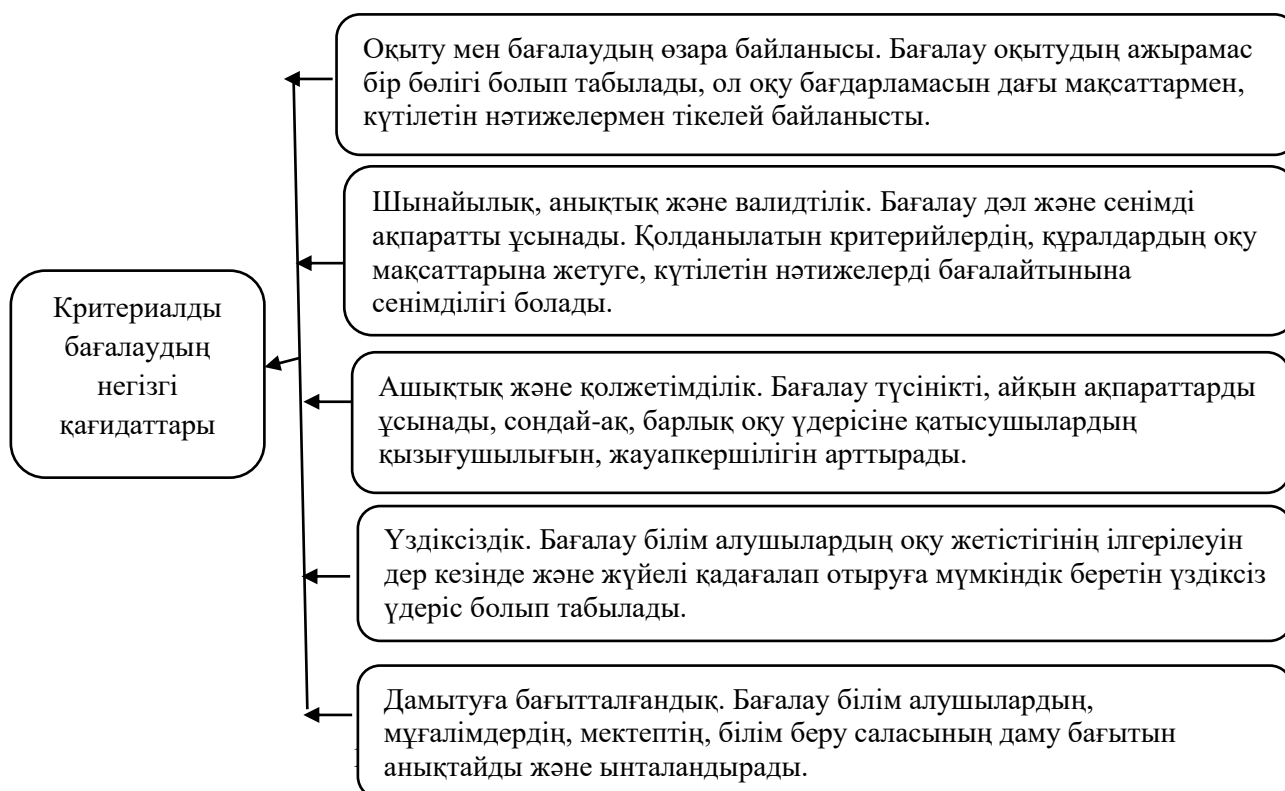 Оқыту мен бағалаудың өзара байланысы. Бағалау оқытудың ажырамас
бір бөлігі болып табылады, ол оқу бағдарламасын дағы мақсаттармен,
күтілетін нәтижелермен тікелей байланысты.
Шынайылық, анықтық және валидтілік. Бағалау дәл және сенімді
ақпаратты ұсынады. Қолданылатын критерийлердің, құралдардың оқу
мақсаттарына жетуге, күтілетін нәтижелерді бағалайтынына
сенімділігі болады.
Критериалды
бағалаудың
негізгі
қағидаттары
Ашықтық және қолжетімділік. Бағалау түсінікті, айқын ақпараттарды
ұсынады, сондай-ақ, барлық оқу үдерісіне қатысушылардың
қызығушылығын, жауапкершілігін арттырады.
Үздіксіздік. Бағалау білім алушылардың оқу жетістігінің ілгерілеуін
дер кезінде және жүйелі қадағалап отыруға мүмкіндік беретін үздіксіз
үдеріс болып табылады.
Дамытуға бағытталғандық. Бағалау білім алушылардың,
мұғалімдердің, мектептің, білім беру саласының даму бағытын
анықтайды және ынталандырады.